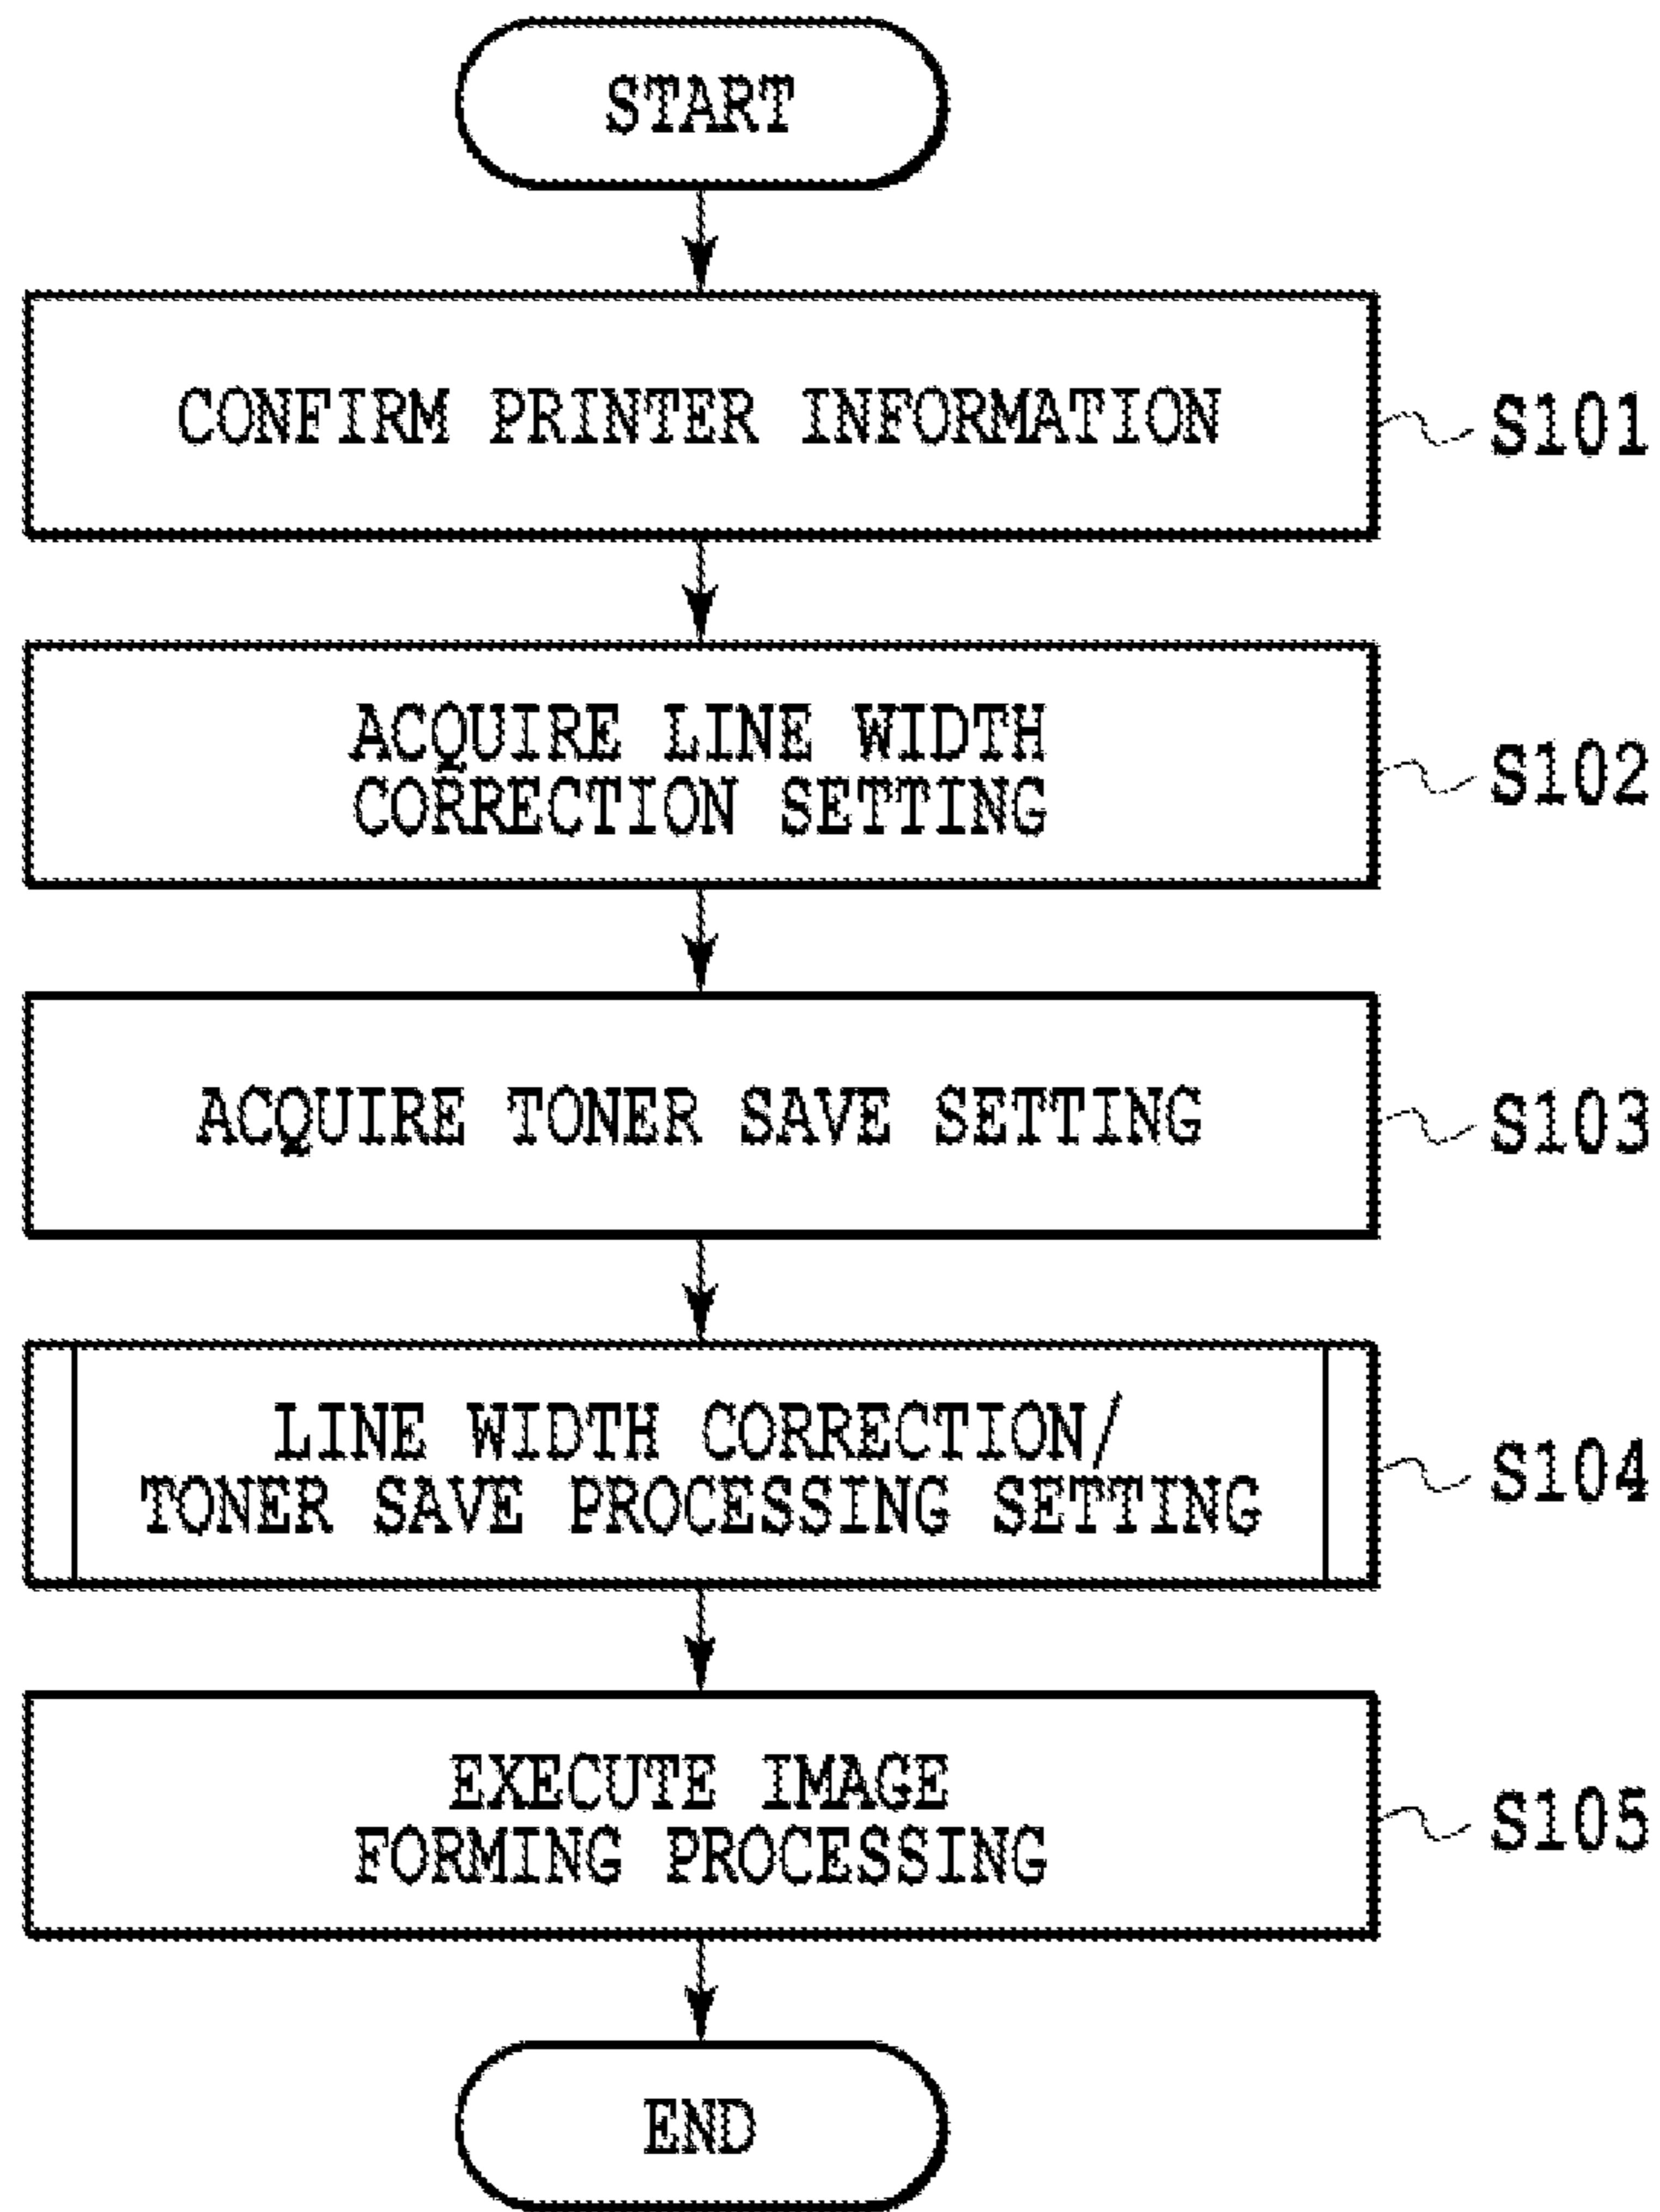 START
CONFIRM PRINTER INFORMATION
S101
ACQUIRE LINE WIDTH
CORRECTION SETTING
S102
ACQUIRE TONER SAVE SETTING
S103
LINE WIDTH CORRECTION/
TONER SAVE PROCESSING SETTING
S104
EXECUTE IMAGE
FORMING PROCESSING
S105
END